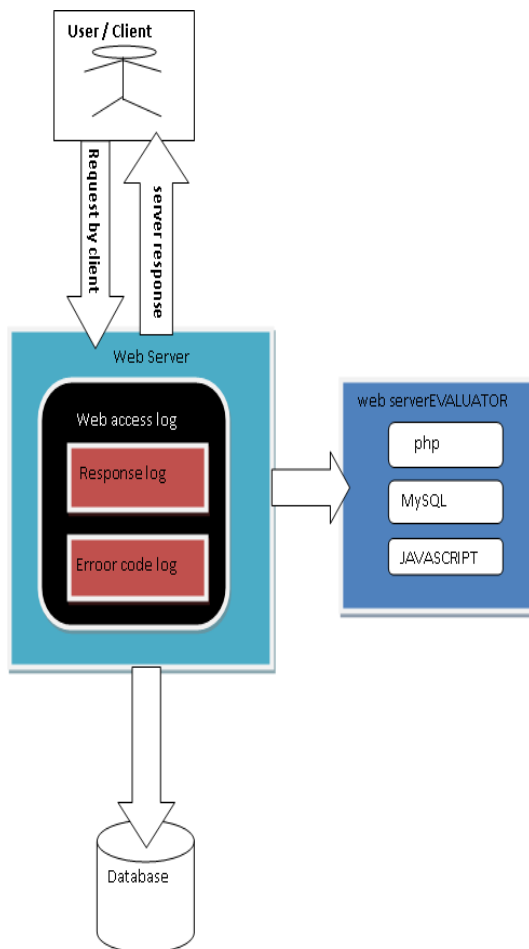 User / Client
Request by client
server response
Web Server
Web access log
Response log
Erroor code log
web serverEVALUATOR
php
MySQL
JAVASCRIPT
Database